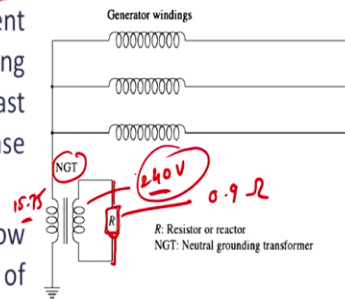 ent
ng
ast
se
ow
of
Generator windings
NGT
240V
15.75
R
0.9 Ω
R: Resistor or reactor
NGT: Neutral grounding transformer